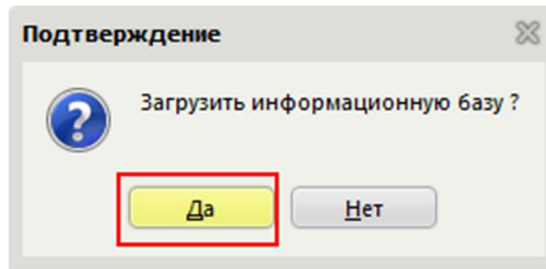 Подтверждение
Загрузить информационную базу ?
Да
Нет